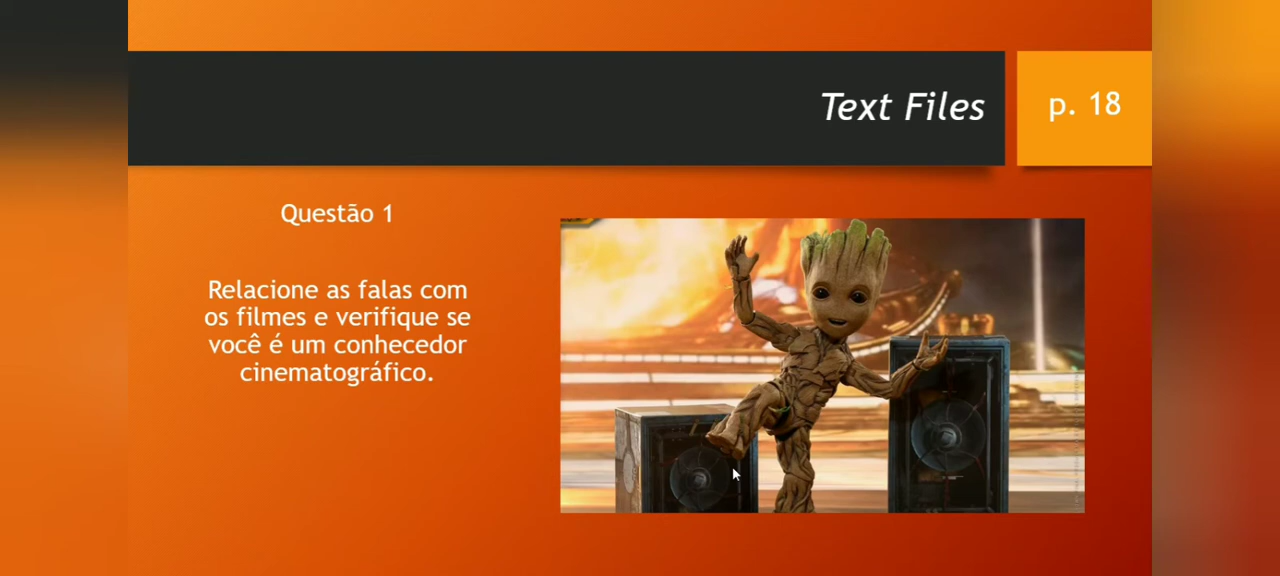 Text Files
p. 18
Questão 1
Relacione as falas com
os filmes e verifique se
você é um conhecedor
cinematográfico.